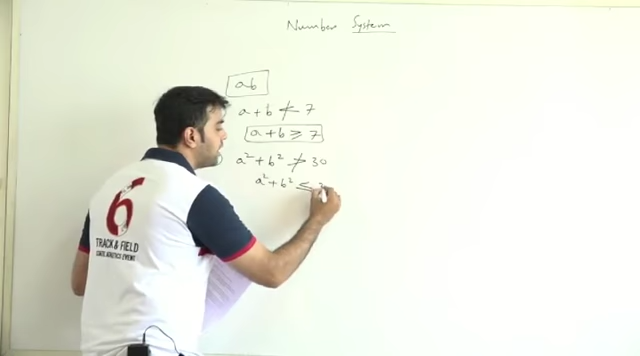 Number System
ab
a + b ≮ 7
a + b ≥ 7
a² + b² ≯ 30
a² + b² ≤
6
TRACK & FIELD